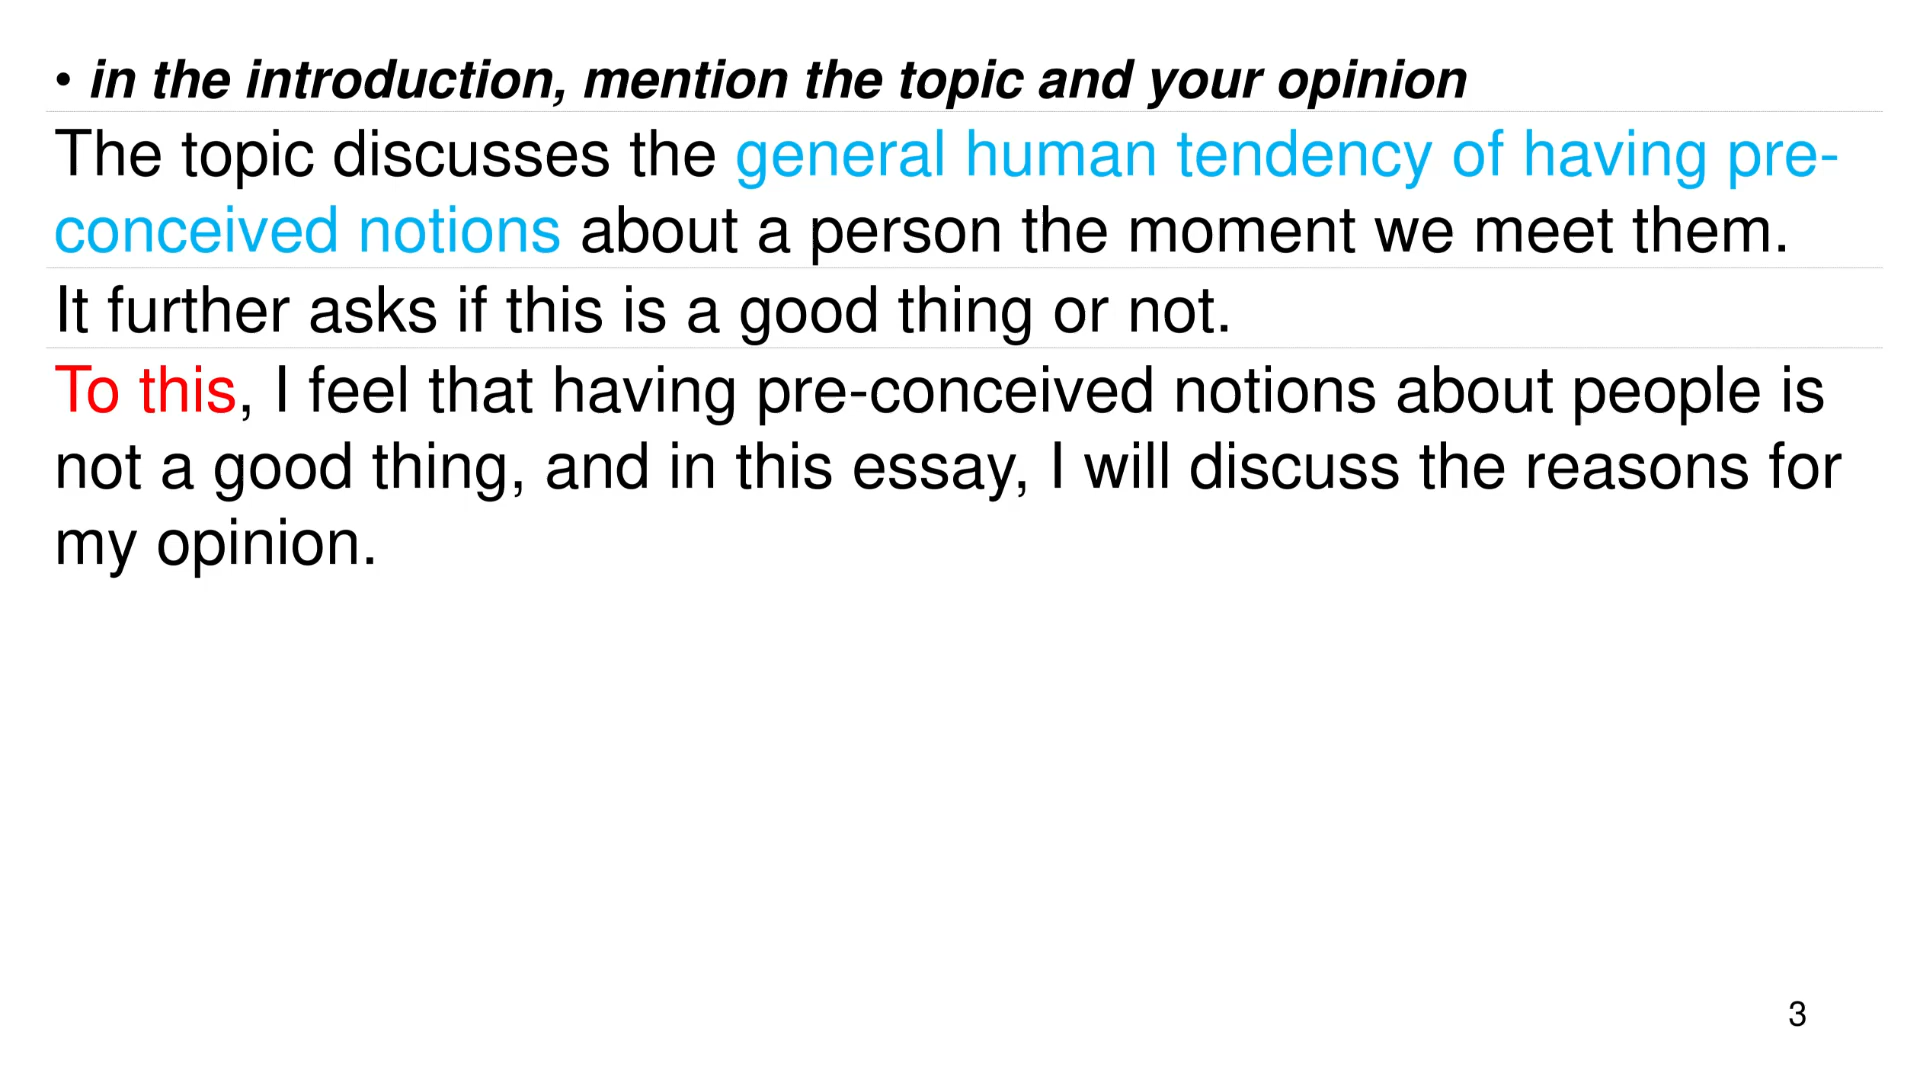 • in the introduction, mention the topic and your opinion
The topic discusses the general human tendency of having pre-
conceived notions about a person the moment we meet them.
It further asks if this is a good thing or not.
To this, I feel that having pre-conceived notions about people is
not a good thing, and in this essay, I will discuss the reasons for
my opinion.
3